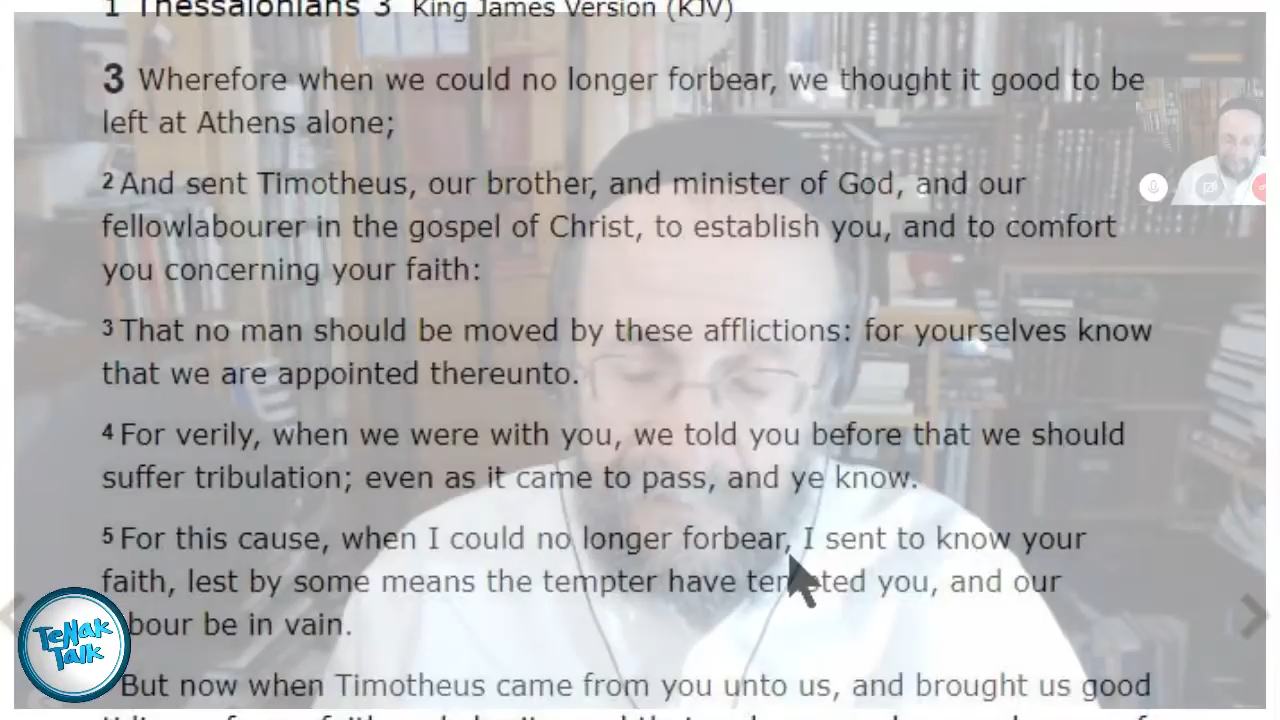 1 Thessalonians 3 King James Version (KJV)
3 Wherefore when we could no longer forbear, we thought it good to be
left at Athens alone;
2 And sent Timotheus, our brother, and minister of God, and our
fellowlabourer in the gospel of Christ, to establish you, and to comfort
you concerning your faith:
3 That no man should be moved by these afflictions: for yourselves know
that we are appointed thereunto.
4 For verily, when we were with you, we told you before that we should
suffer tribulation; even as it came to pass, and ye know.
5 For this cause, when I could no longer forbear, I sent to know your
faith, lest by some means the tempter have tempted you, and our
bour be in vain.
But now when Timotheus came from you unto us, and brought us good
TeNak
Talk